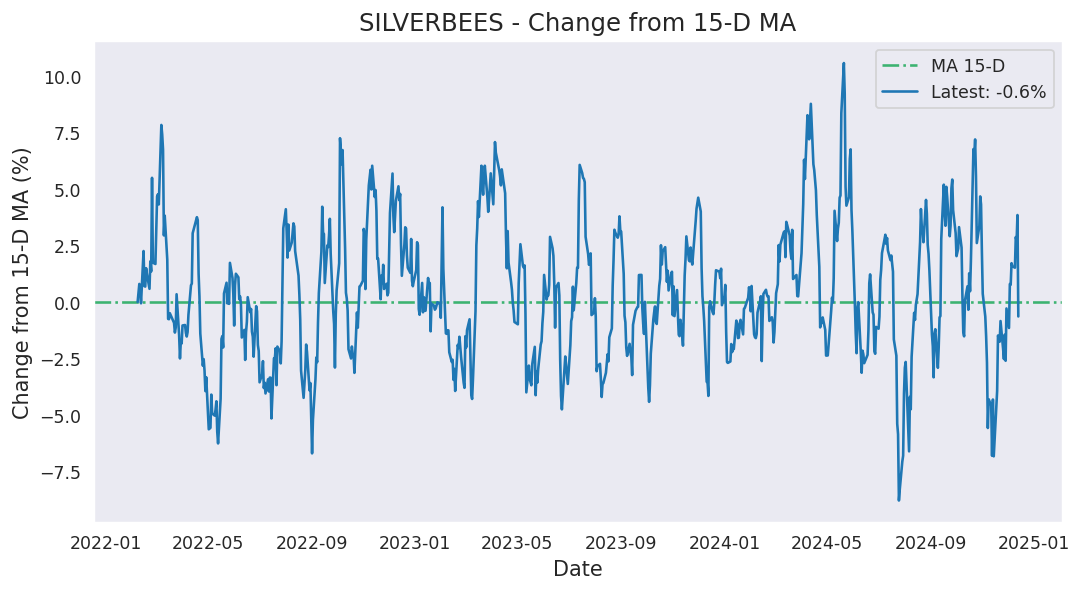 SILVERBEES - Change from 15-D MA
MA 15-D
Latest: -0.6%
Change from 15-D MA (%)
10.0
7.5
5.0
2.5
0.0
−2.5
−5.0
−7.5
2022-01 2022-05 2022-09 2023-01 2023-05 2023-09 2024-01 2024-05 2024-09 2025-01
Date